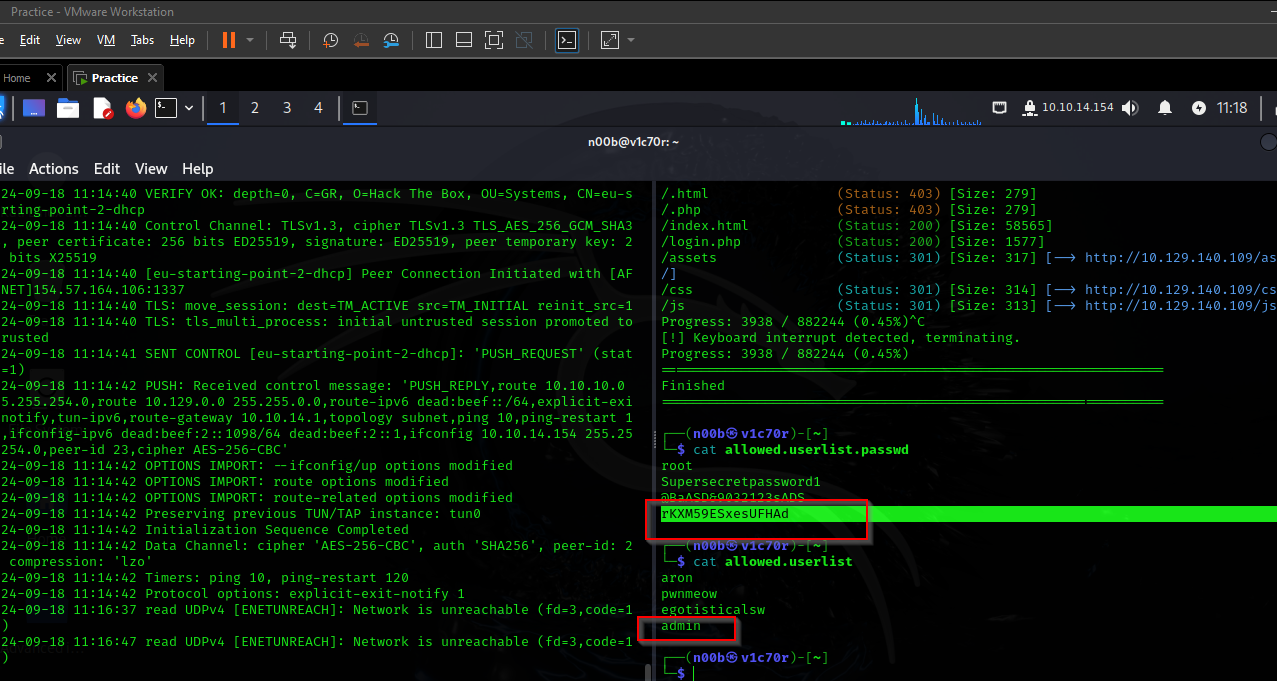 Practice - VMware Workstation
e Edit View VM Tabs Help
Home Practice
1 2 3 4 10.10.14.154 11:18
n00b@v1c70r: ~
ile Actions Edit View Help
24-09-18 11:14:40 VERIFY OK: depth=0, C=GR, O=Hack The Box, OU=Systems, CN=eu-s
rting-point-2-dhcp
24-09-18 11:14:40 Control Channel: TLSv1.3, cipher TLSv1.3 TLS_AES_256_GCM_SHA3
, peer certificate: 256 bits ED25519, signature: ED25519, peer temporary key: 2
bits X25519
24-09-18 11:14:40 [eu-starting-point-2-dhcp] Peer Connection Initiated with [AF
NET]154.57.164.106:1337
24-09-18 11:14:40 TLS: move_session: dest=TM_ACTIVE src=TM_INITIAL reinit_src=1
24-09-18 11:14:40 TLS: tls_multi_process: initial untrusted session promoted to
rusted
24-09-18 11:14:41 SENT CONTROL [eu-starting-point-2-dhcp]: 'PUSH_REQUEST' (stat
=1)
24-09-18 11:14:42 PUSH: Received control message: 'PUSH_REPLY,route 10.10.10.0
5.255.254.0,route 10.129.0.0 255.255.0.0,route-ipv6 dead:beef::/64,explicit-exi
notify,tun-ipv6,route-gateway 10.10.14.1,topology subnet,ping 10,ping-restart 1
,ifconfig-ipv6 dead:beef:2::1098/64 dead:beef:2::1,ifconfig 10.10.14.154 255.25
254.0,peer-id 23,cipher AES-256-CBC'
24-09-18 11:14:42 OPTIONS IMPORT: --ifconfig/up options modified
24-09-18 11:14:42 OPTIONS IMPORT: route options modified
24-09-18 11:14:42 OPTIONS IMPORT: route-related options modified
24-09-18 11:14:42 Preserving previous TUN/TAP instance: tun0
24-09-18 11:14:42 Initialization Sequence Completed
24-09-18 11:14:42 Data Channel: cipher 'AES-256-CBC', auth 'SHA256', peer-id: 2
compression: 'lzo'
24-09-18 11:14:42 Timers: ping 10, ping-restart 120
24-09-18 11:14:42 Protocol options: explicit-exit-notify 1
24-09-18 11:16:37 read UDPv4 [ENETUNREACH]: Network is unreachable (fd=3,code=1
)
24-09-18 11:16:47 read UDPv4 [ENETUNREACH]: Network is unreachable (fd=3,code=1
)
/.html (Status: 403) [Size: 279]
/.php (Status: 403) [Size: 279]
/index.html (Status: 200) [Size: 58565]
/login.php (Status: 200) [Size: 1577]
/assets (Status: 301) [Size: 317] [--> http://10.129.140.109/as
/]
/css (Status: 301) [Size: 314] [--> http://10.129.140.109/cs
/js (Status: 301) [Size: 313] [--> http://10.129.140.109/js
Progress: 3938 / 882244 (0.45%)^C
[!] Keyboard interrupt detected, terminating.
Progress: 3938 / 882244 (0.45%)
===============================================================
Finished
===============================================================
┌──(n00b㉿v1c70r)-[~]
└─$ cat allowed.userlist.passwd
root
Supersecretpassword1
@BaASD&9032123sADS
rKXM59ESxesUFHAd
┌──(n00b㉿v1c70r)-[~]
└─$ cat allowed.userlist
aron
pwnmeow
egotisticalsw
admin
┌──(n00b㉿v1c70r)-[~]
└─$